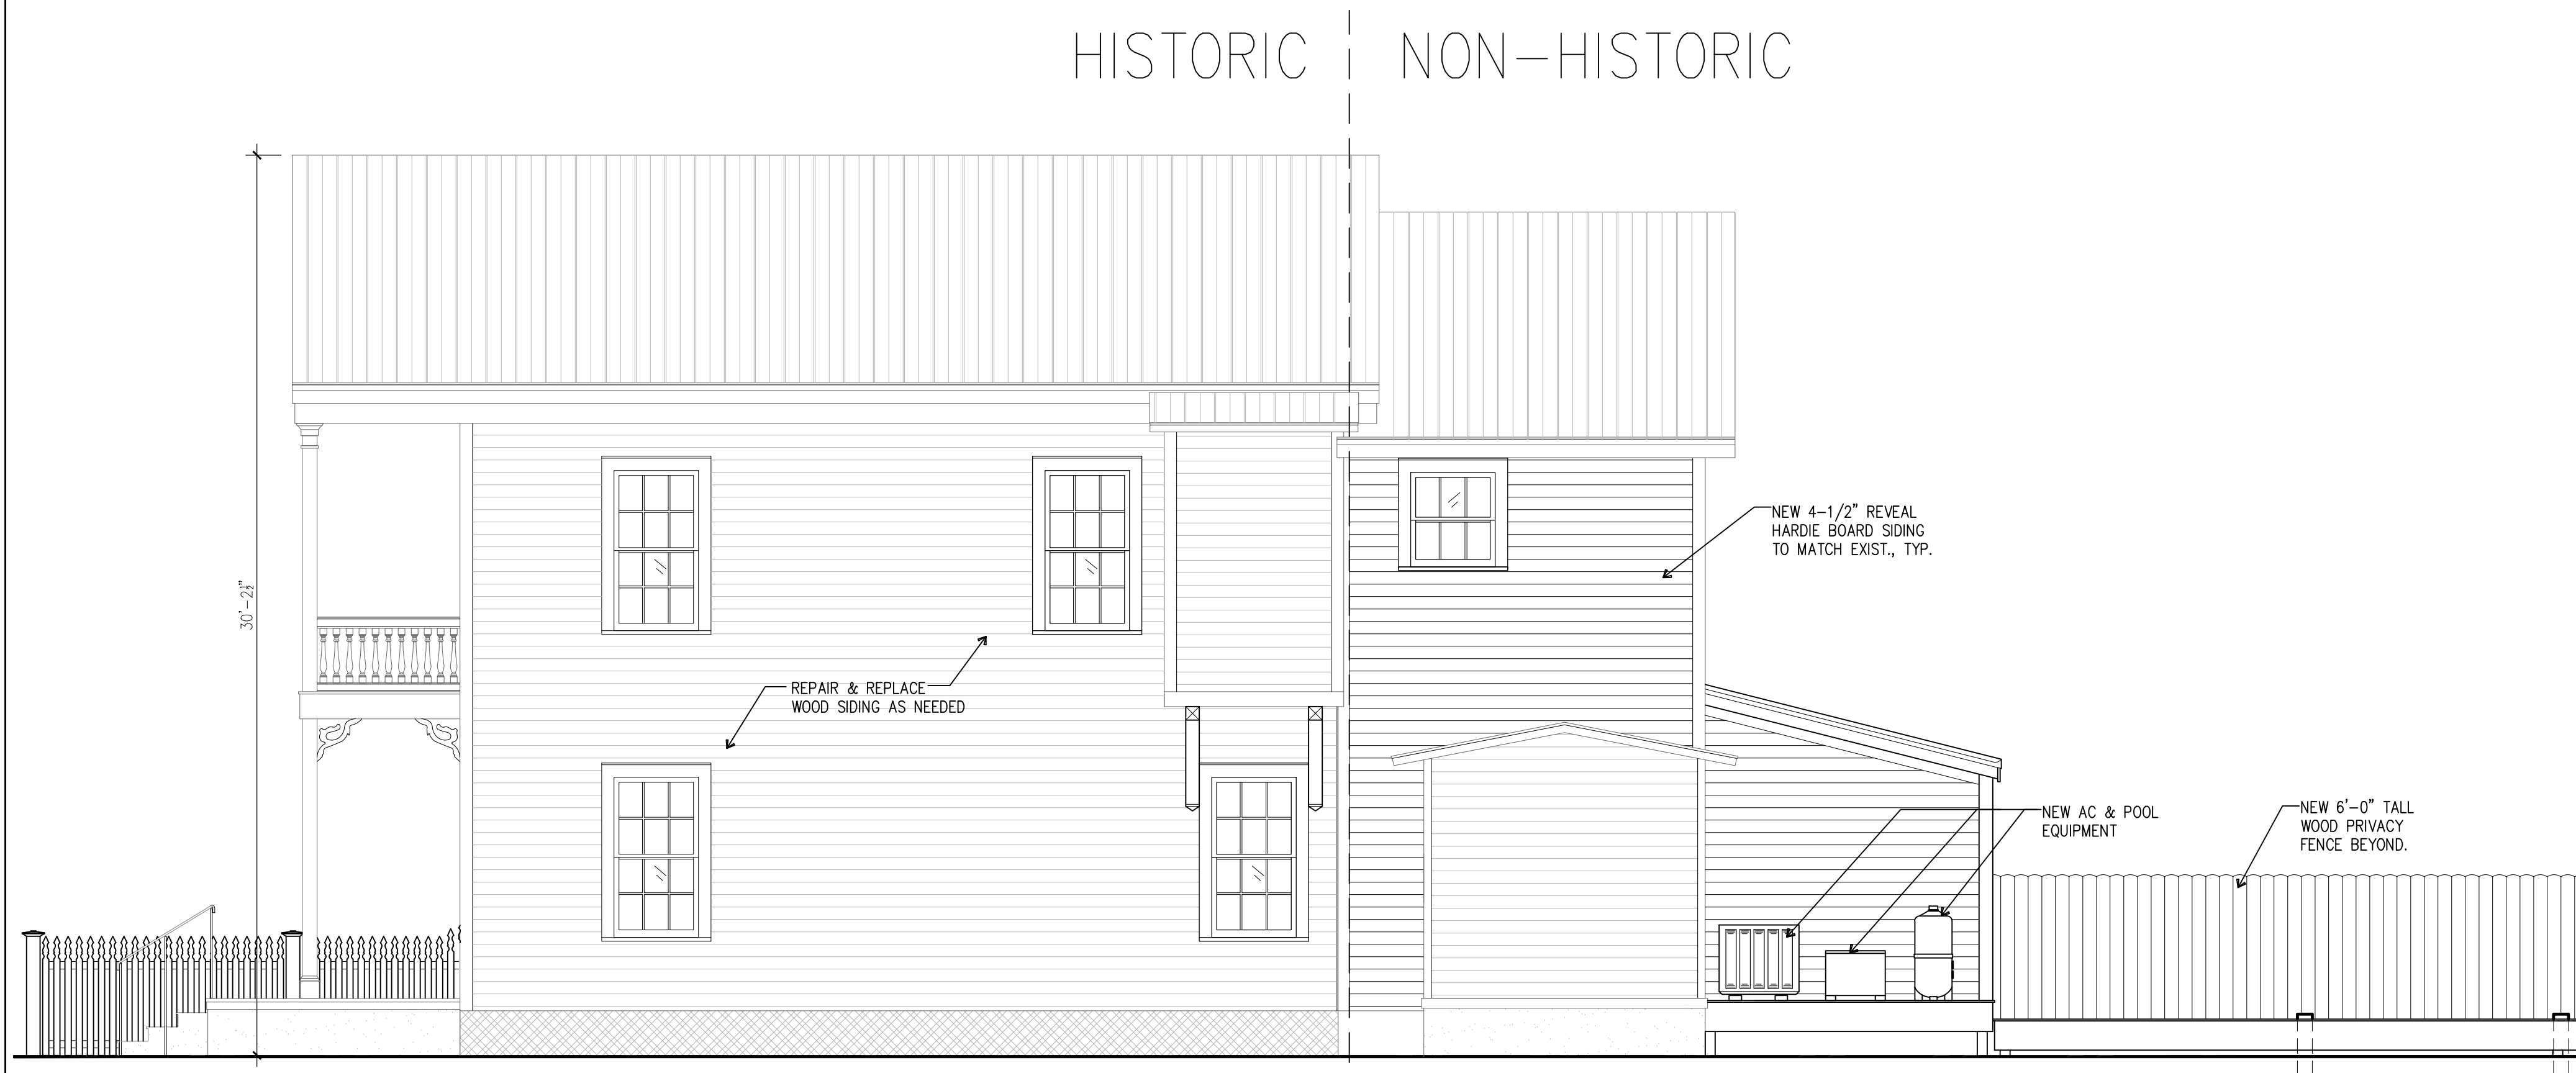 HISTORIC NON-HISTORIC
NEW 4-1/2" REVEAL
HARDIE BOARD SIDING
TO MATCH EXIST., TYP.
30'-2½"
REPAIR & REPLACE
WOOD SIDING AS NEEDED
NEW AC & POOL
EQUIPMENT
NEW 6'-0" TALL
WOOD PRIVACY
FENCE BEYOND.